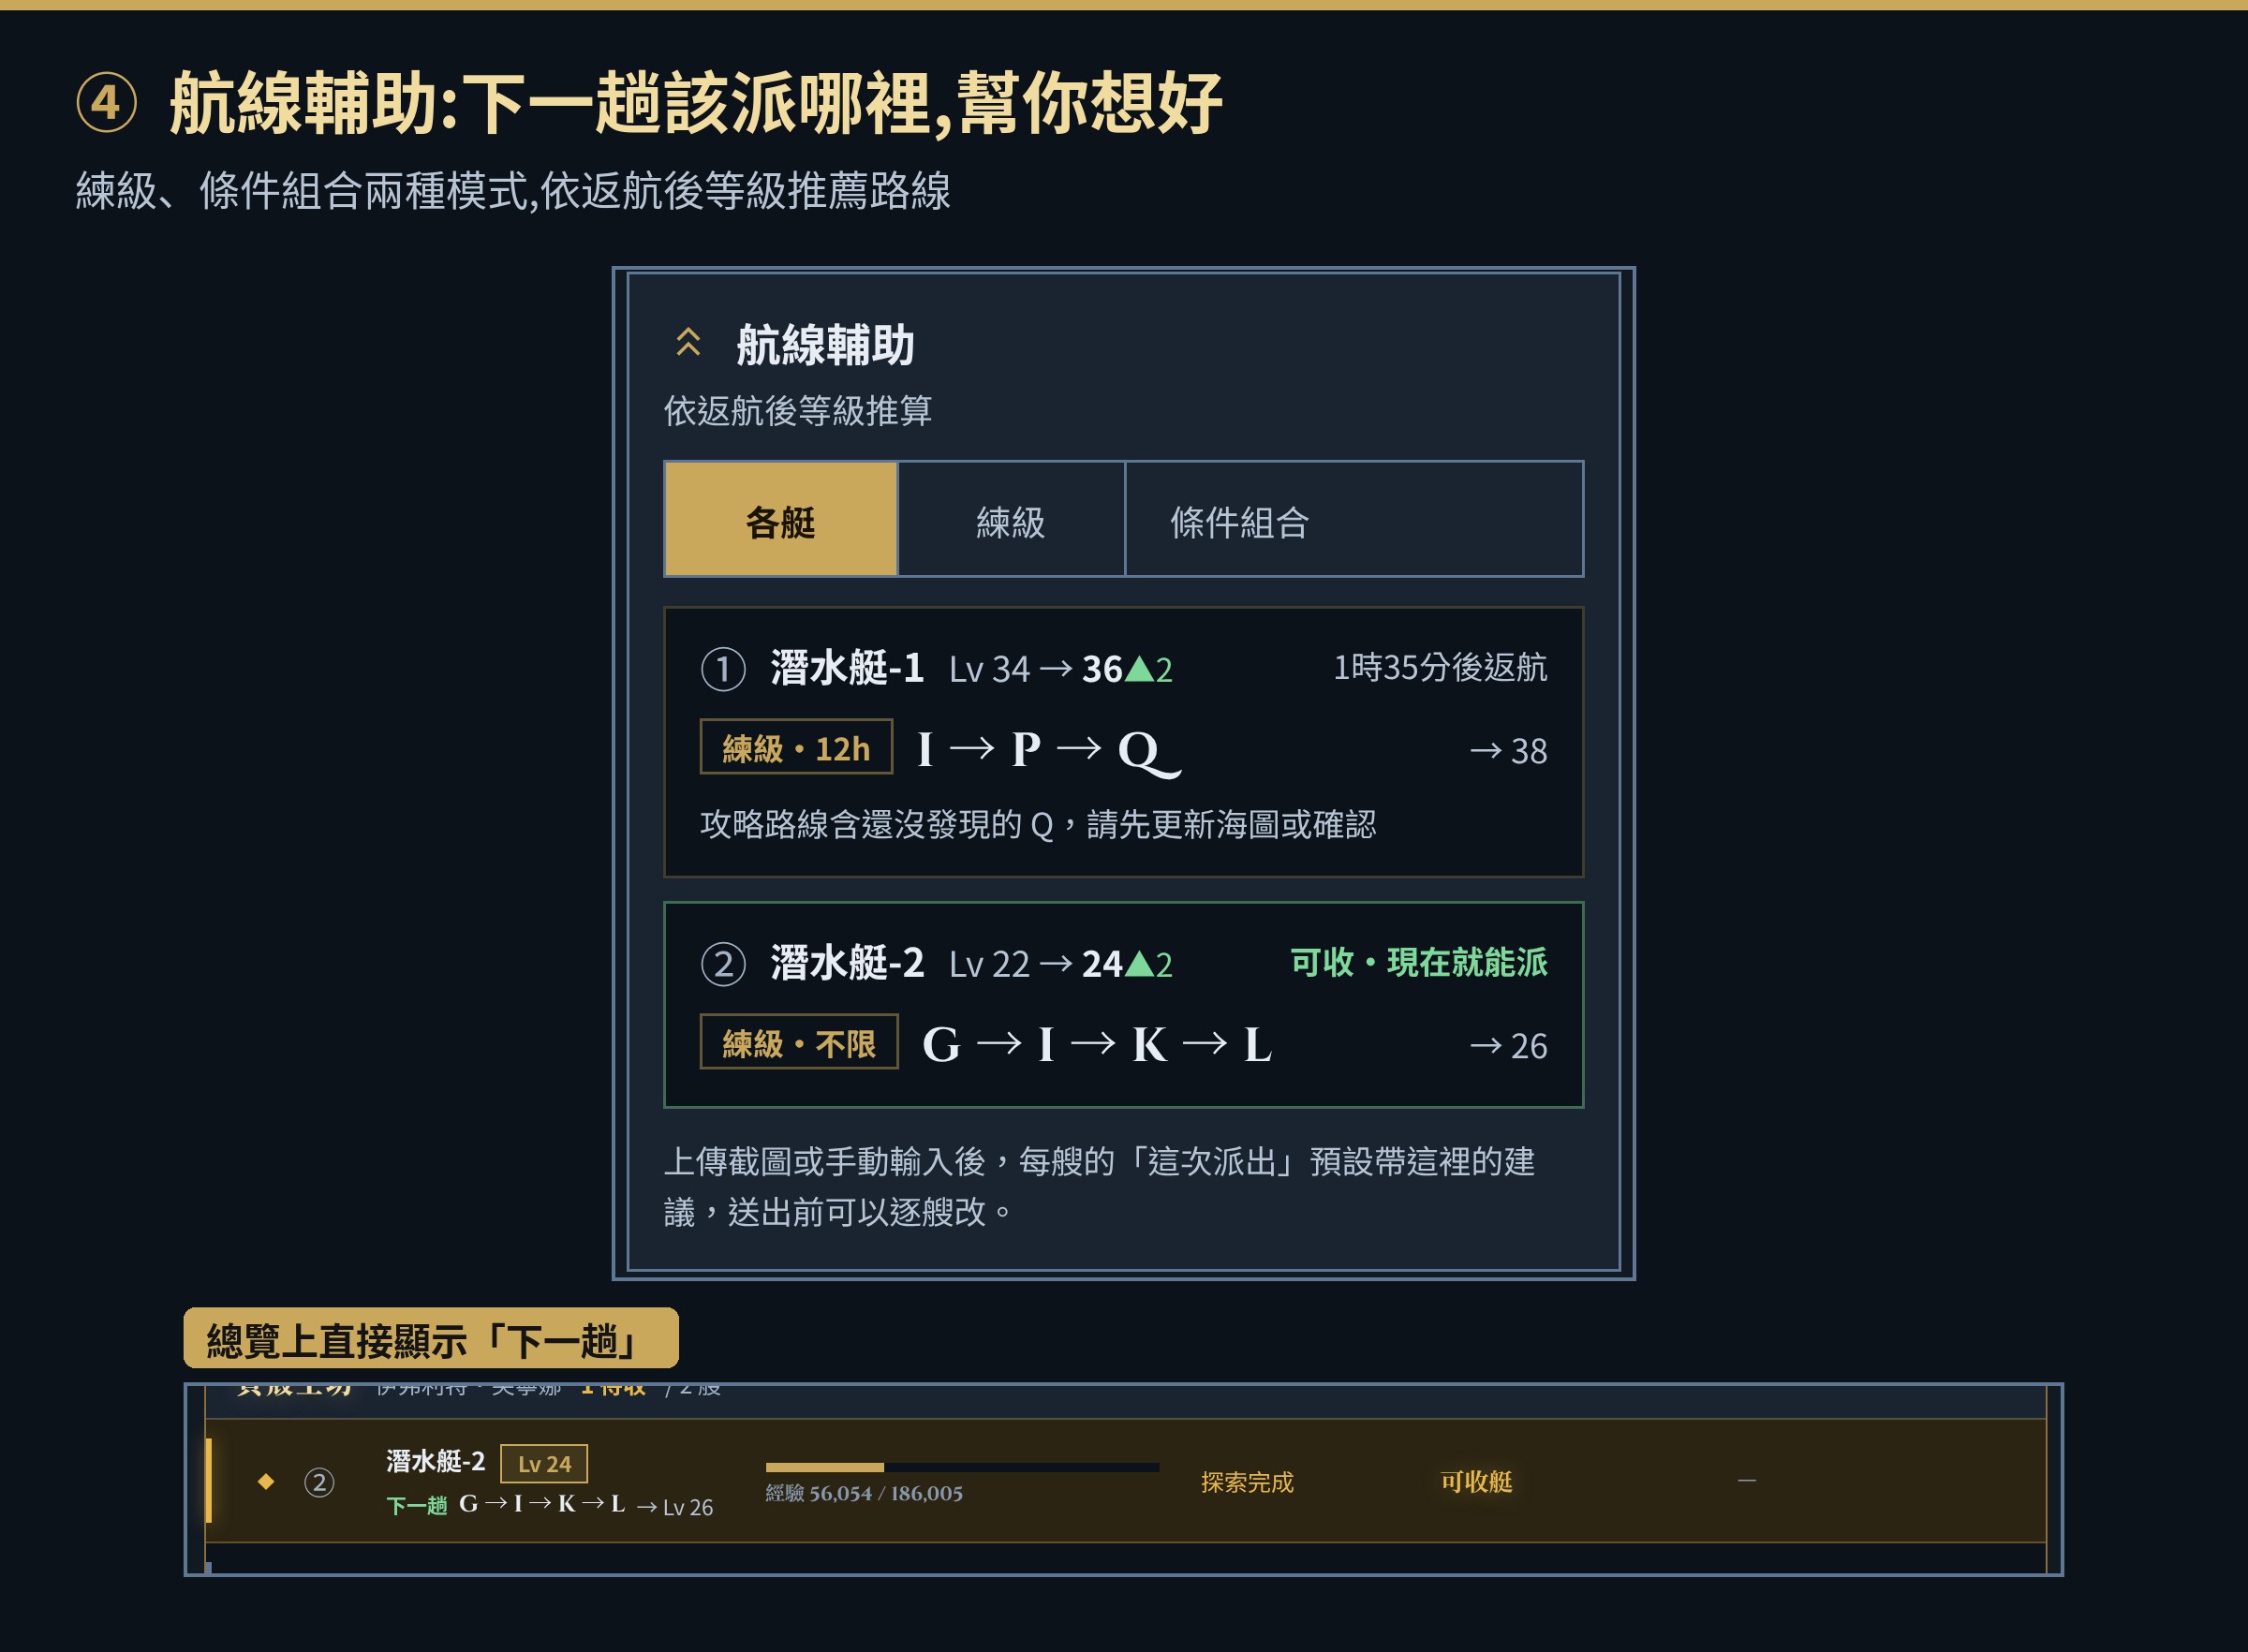 ④ 航線輔助:下一趟該派哪裡,幫你想好
練級、條件組合兩種模式,依返航後等級推薦路線
航線輔助
依返航後等級推算
各艇 練級 條件組合
① 潛水艇-1 Lv 34 → 36▲2 1時35分後返航
練級・12h I → P → Q → 38
攻略路線含還沒發現的 Q，請先更新海圖或確認
② 潛水艇-2 Lv 22 → 24▲2 可收・現在就能派
練級・不限 G → I → K → L → 26
上傳截圖或手動輸入後，每艘的「這次派出」預設帶這裡的建
議，送出前可以逐艘改。
總覽上直接顯示「下一趟」
/ 2 艘
② 潛水艇-2 Lv 24 探索完成 可收艇 —
下一趟 G → I → K → L → Lv 26 經驗 56,054 / 186,005